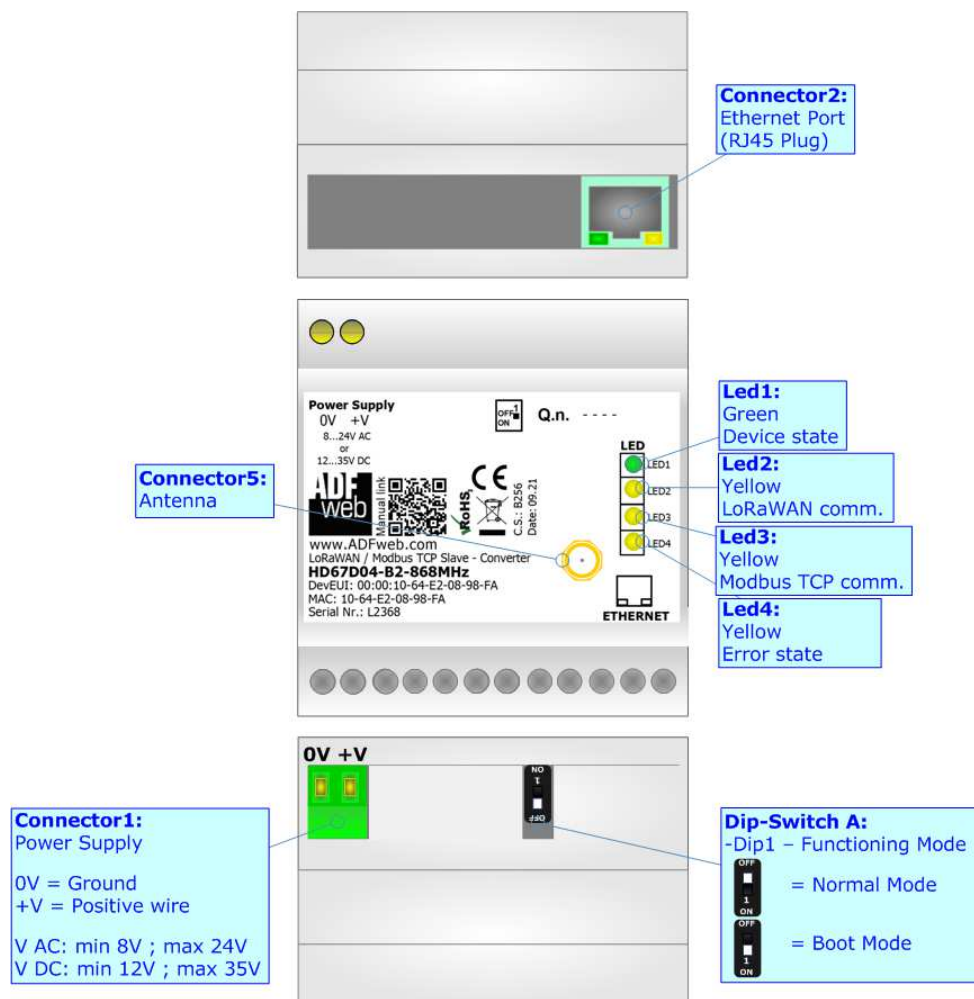 Connector2:
Ethernet Port
(RJ45 Plug)
Power Supply
0V +V
8...24V AC
or
12...35V DC
OFF 1
ON
Q.n. - - - -
LED
LED1
LED2
LED3
LED4
Led1:
Green
Device state
Led2:
Yellow
LoRaWAN comm.
Led3:
Yellow
Modbus TCP comm.
Led4:
Yellow
Error state
Connector5:
Antenna
ADF
web
Manual link
RoHS
CE
C.S.: B256
Date: 09.21
www.ADFweb.com
LoRaWAN / Modbus TCP Slave - Converter
HD67D04-B2-868MHz
DevEUI: 00:00:10-64-E2-08-98-FA
MAC: 10-64-E2-08-98-FA
Serial Nr.: L2368
ETHERNET
0V +V
ON
1
OFF
Connector1:
Power Supply
0V = Ground
+V = Positive wire
V AC: min 8V ; max 24V
V DC: min 12V ; max 35V
Dip-Switch A:
-Dip1 – Functioning Mode
OFF
1
ON
= Normal Mode
OFF
1
ON
= Boot Mode